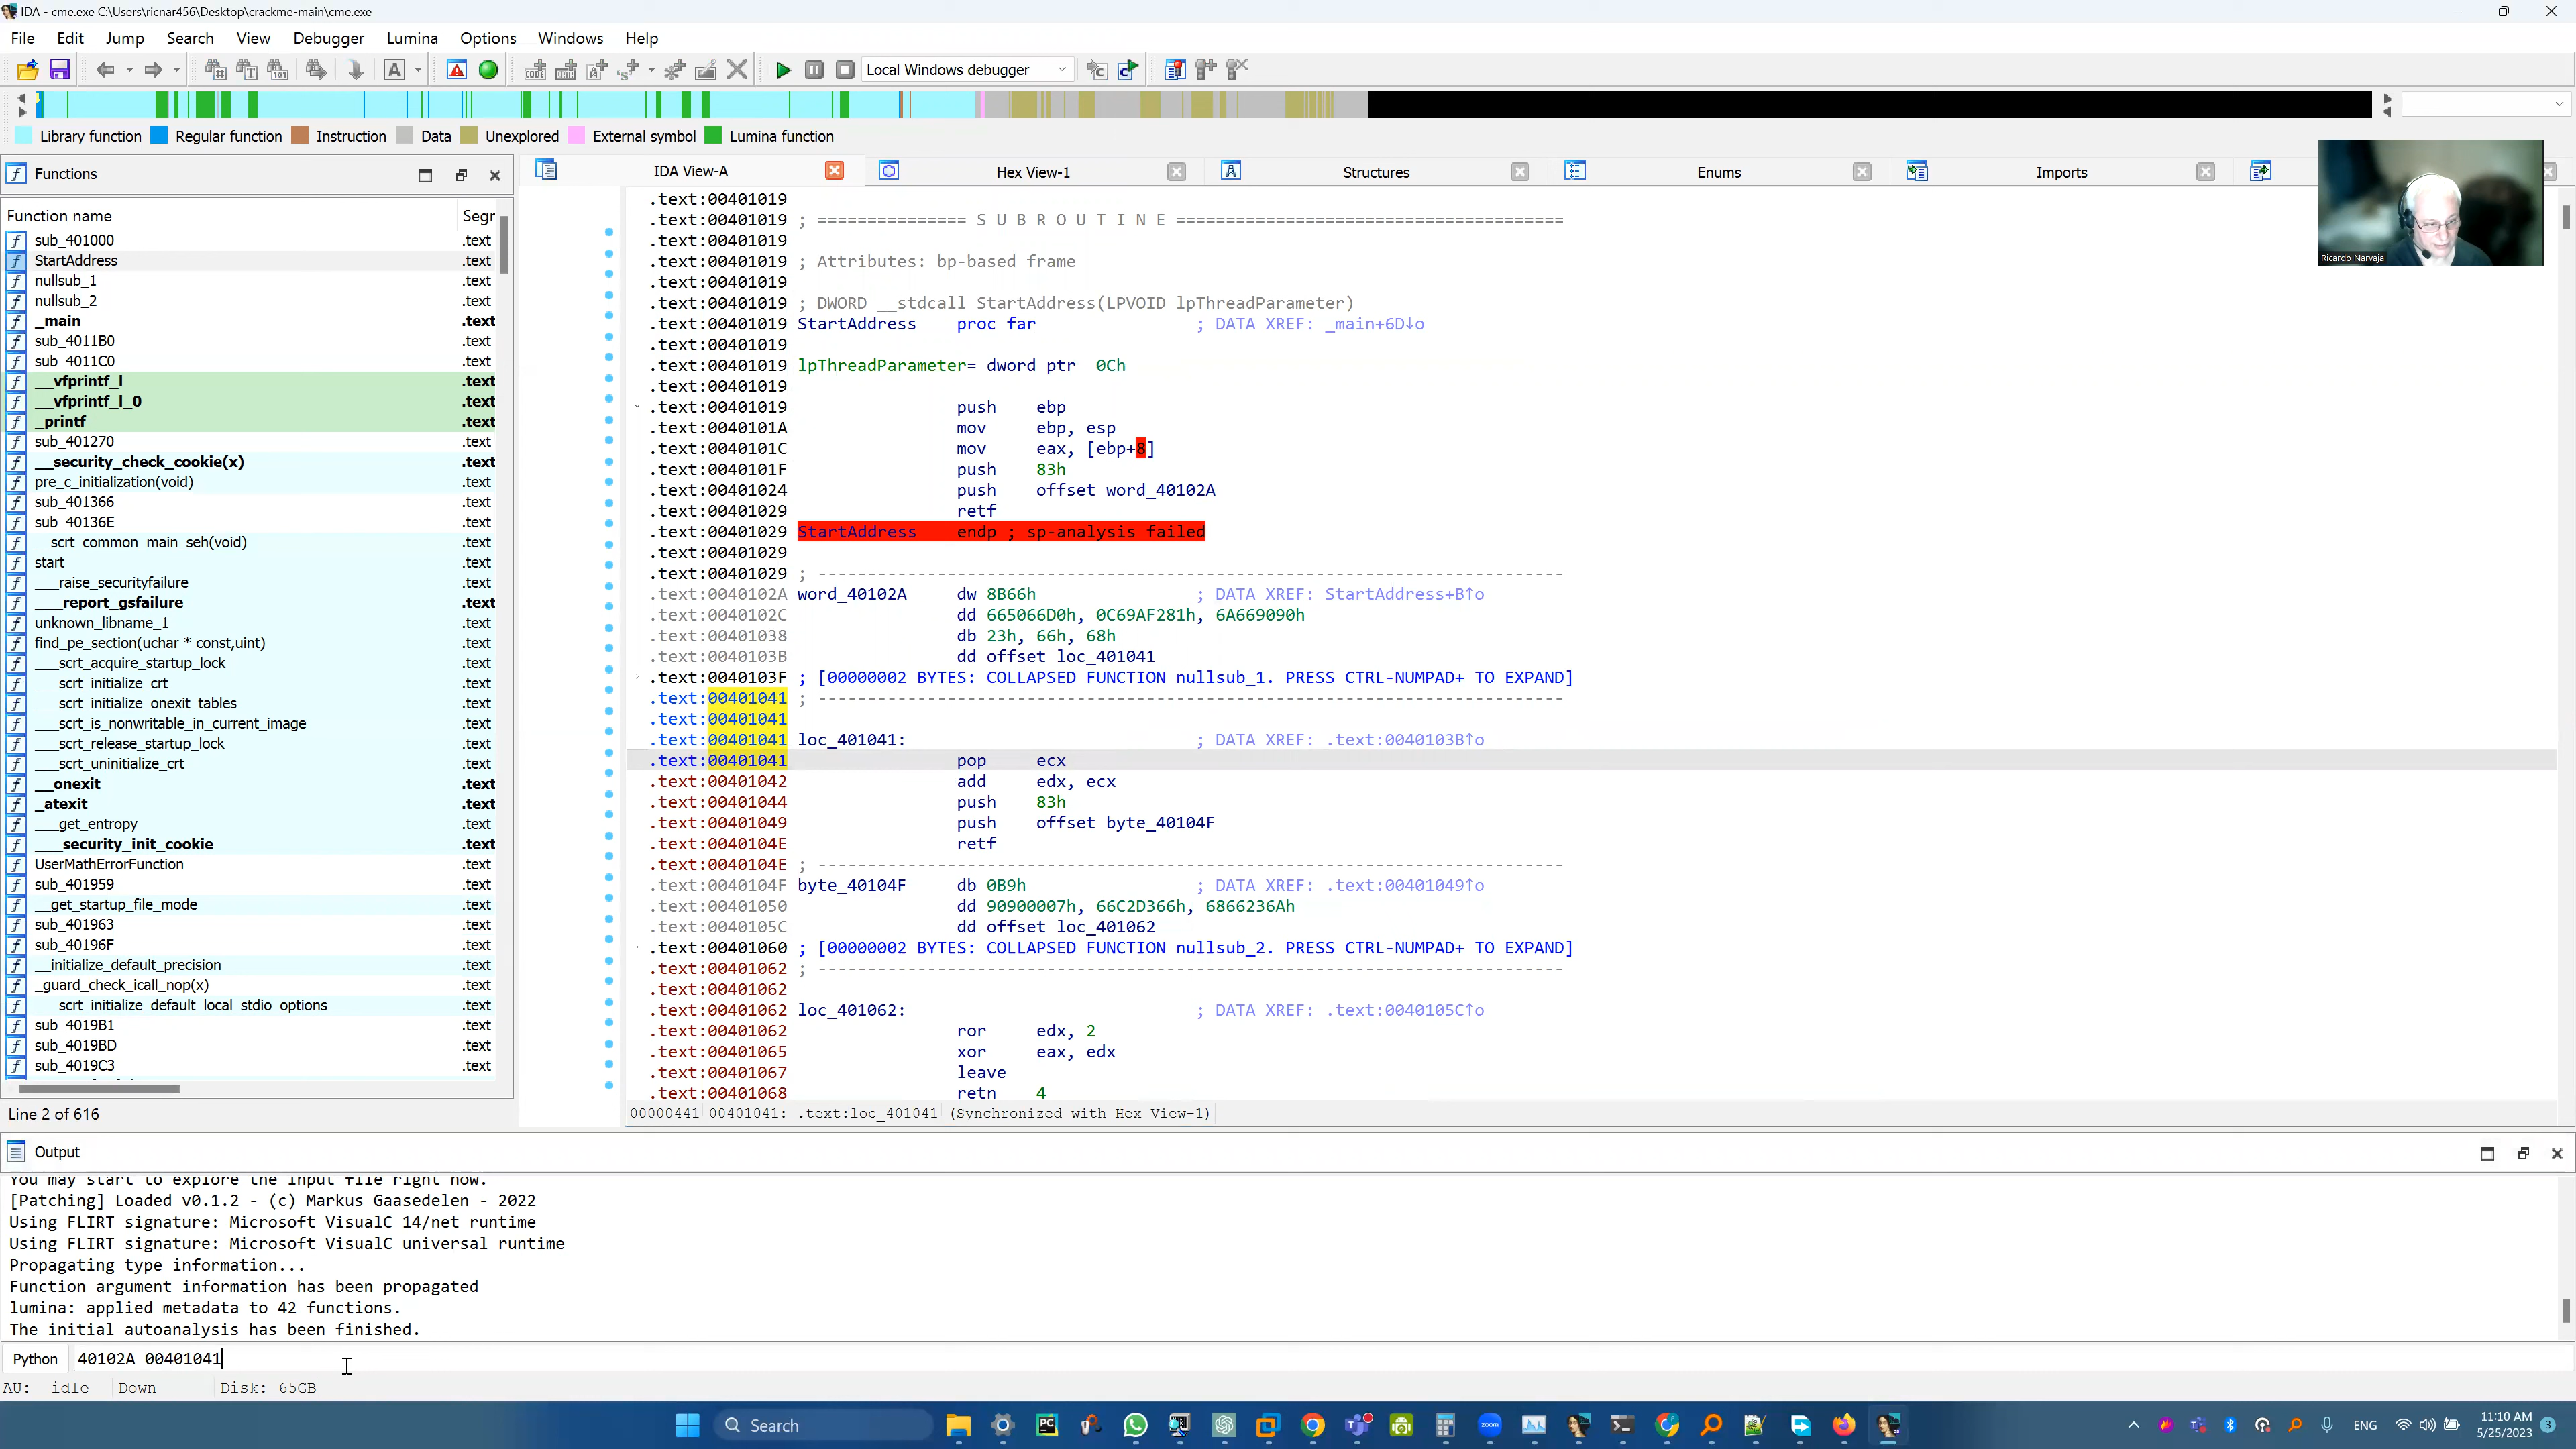 IDA - cme.exe C:\Users\ricnar456\Desktop\crackme-main\cme.exe
File Edit Jump Search View Debugger Lumina Options Windows Help
Local Windows debugger
Library function Regular function Instruction Data Unexplored External symbol Lumina function
Functions
Function name Segr
sub_401000 .text
StartAddress .text
nullsub_1 .text
nullsub_2 .text
_main .text
sub_4011B0 .text
sub_4011C0 .text
__vfprintf_l .text
__vfprintf_l_0 .text
_printf .text
sub_401270 .text
__security_check_cookie(x) .text
pre_c_initialization(void) .text
sub_401366 .text
sub_40136E .text
__scrt_common_main_seh(void) .text
start .text
___raise_securityfailure .text
___report_gsfailure .text
unknown_libname_1 .text
find_pe_section(uchar * const,uint) .text
___scrt_acquire_startup_lock .text
___scrt_initialize_crt .text
___scrt_initialize_onexit_tables .text
___scrt_is_nonwritable_in_current_image .text
___scrt_release_startup_lock .text
___scrt_uninitialize_crt .text
__onexit .text
_atexit .text
___get_entropy .text
___security_init_cookie .text
UserMathErrorFunction .text
sub_401959 .text
__get_startup_file_mode .text
sub_401963 .text
sub_40196F .text
__initialize_default_precision .text
_guard_check_icall_nop(x) .text
___scrt_initialize_default_local_stdio_options .text
sub_4019B1 .text
sub_4019BD .text
sub_4019C3 .text
Line 2 of 616
IDA View-A Hex View-1 Structures Enums Imports
Ricardo Narvaja
.text:00401019
.text:00401019 ; =============== S U B R O U T I N E =======================================
.text:00401019
.text:00401019 ; Attributes: bp-based frame
.text:00401019
.text:00401019 ; DWORD __stdcall StartAddress(LPVOID lpThreadParameter)
.text:00401019 StartAddress proc far ; DATA XREF: _main+6D↓o
.text:00401019
.text:00401019 lpThreadParameter= dword ptr 0Ch
.text:00401019
.text:00401019 push ebp
.text:0040101A mov ebp, esp
.text:0040101C mov eax, [ebp+8]
.text:0040101F push 83h
.text:00401024 push offset word_40102A
.text:00401029 retf
.text:00401029 StartAddress endp ; sp-analysis failed
.text:00401029
.text:00401029 ; ---------------------------------------------------------------------------
.text:0040102A word_40102A dw 8B66h ; DATA XREF: StartAddress+B↑o
.text:0040102C dd 665066D0h, 0C69AF281h, 6A669090h
.text:00401038 db 23h, 66h, 68h
.text:0040103B dd offset loc_401041
.text:0040103F ; [00000002 BYTES: COLLAPSED FUNCTION nullsub_1. PRESS CTRL-NUMPAD+ TO EXPAND]
.text:00401041 ; ---------------------------------------------------------------------------
.text:00401041
.text:00401041 loc_401041: ; DATA XREF: .text:0040103B↑o
.text:00401041 pop ecx
.text:00401042 add edx, ecx
.text:00401044 push 83h
.text:00401049 push offset byte_40104F
.text:0040104E retf
.text:0040104E ; ---------------------------------------------------------------------------
.text:0040104F byte_40104F db 0B9h ; DATA XREF: .text:00401049↑o
.text:00401050 dd 90900007h, 66C2D366h, 6866236Ah
.text:0040105C dd offset loc_401062
.text:00401060 ; [00000002 BYTES: COLLAPSED FUNCTION nullsub_2. PRESS CTRL-NUMPAD+ TO EXPAND]
.text:00401062 ; ---------------------------------------------------------------------------
.text:00401062
.text:00401062 loc_401062: ; DATA XREF: .text:0040105C↑o
.text:00401062 ror edx, 2
.text:00401065 xor eax, edx
.text:00401067 leave
.text:00401068 retn 4
00000441 00401041: .text:loc_401041 (Synchronized with Hex View-1)
Output
You may start to explore the input file right now.
[Patching] Loaded v0.1.2 - (c) Markus Gaasedelen - 2022
Using FLIRT signature: Microsoft VisualC 14/net runtime
Using FLIRT signature: Microsoft VisualC universal runtime
Propagating type information...
Function argument information has been propagated
lumina: applied metadata to 42 functions.
The initial autoanalysis has been finished.
Python 40102A 00401041
AU: idle Down Disk: 65GB
Search
ENG
11:10 AM
5/25/2023
3